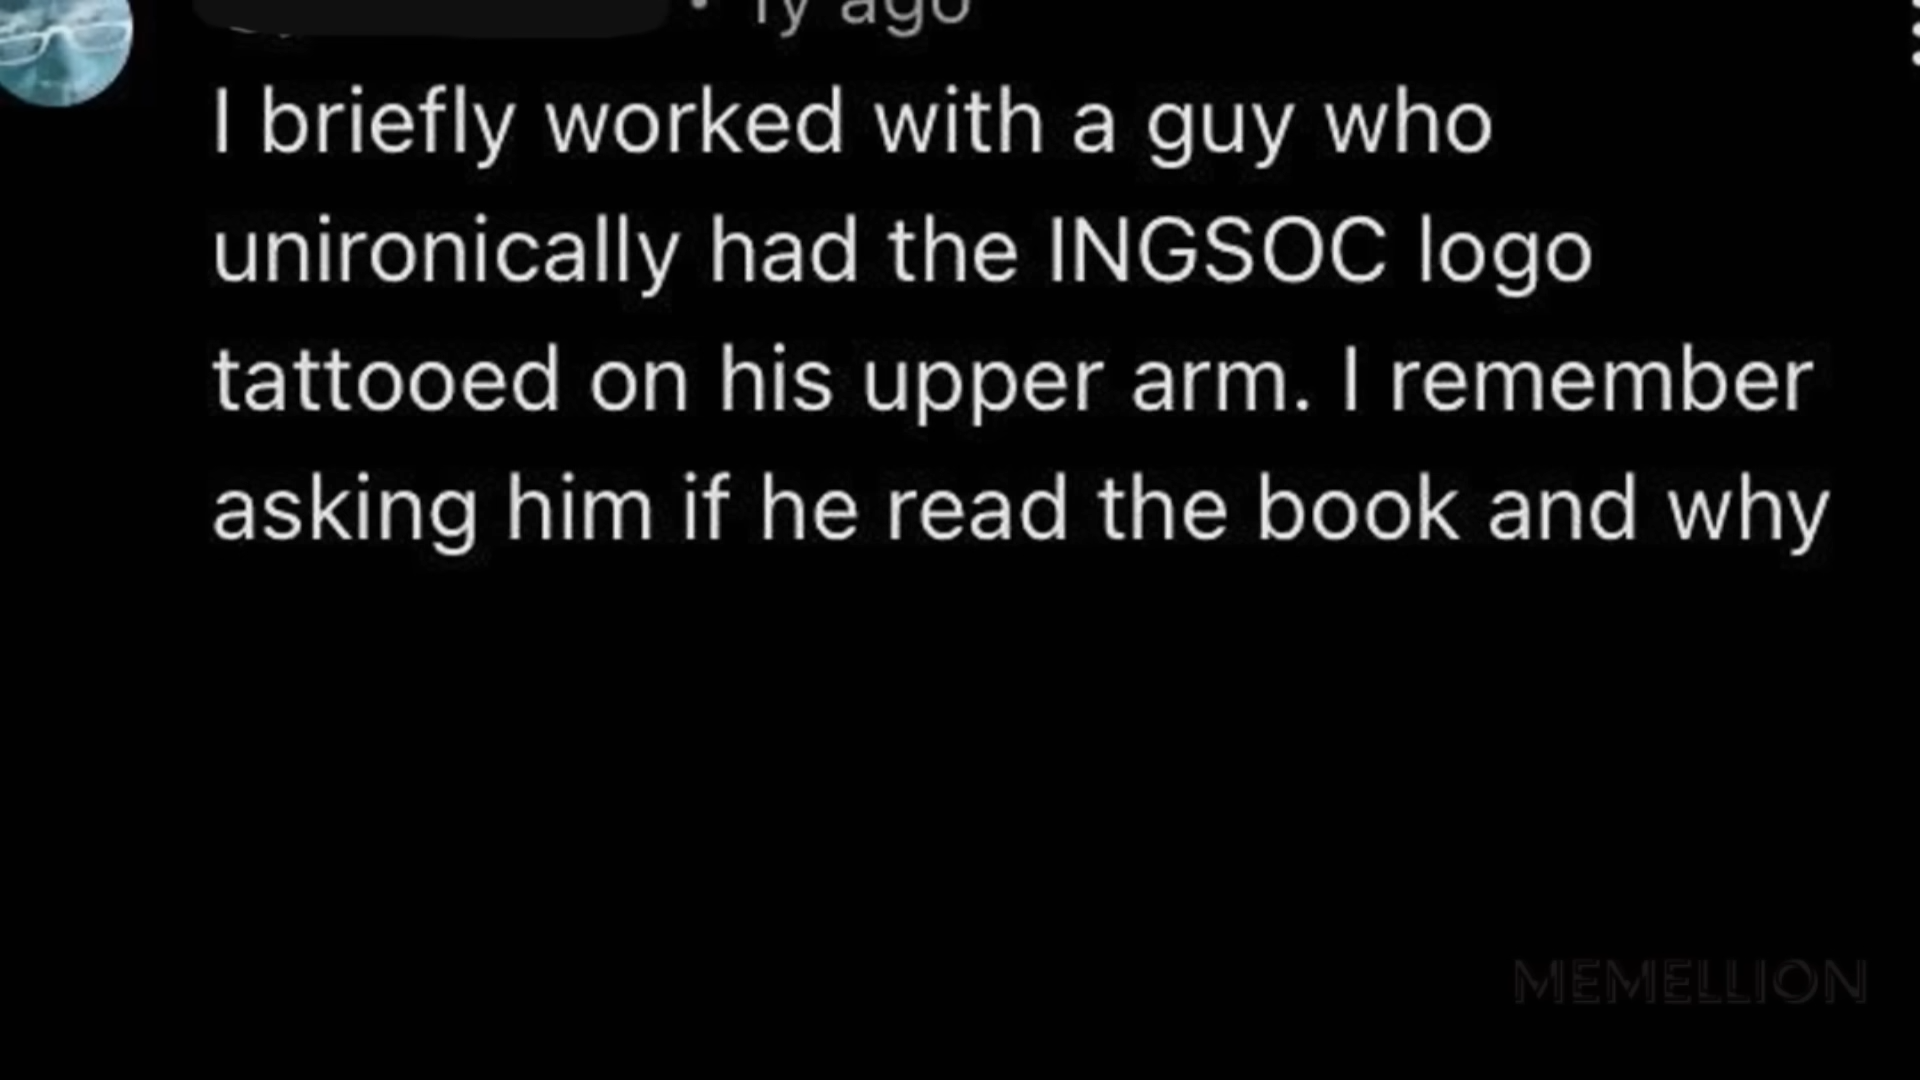 • 1y ago
I briefly worked with a guy who
unironically had the INGSOC logo
tattooed on his upper arm. I remember
asking him if he read the book and why
MEMELLION